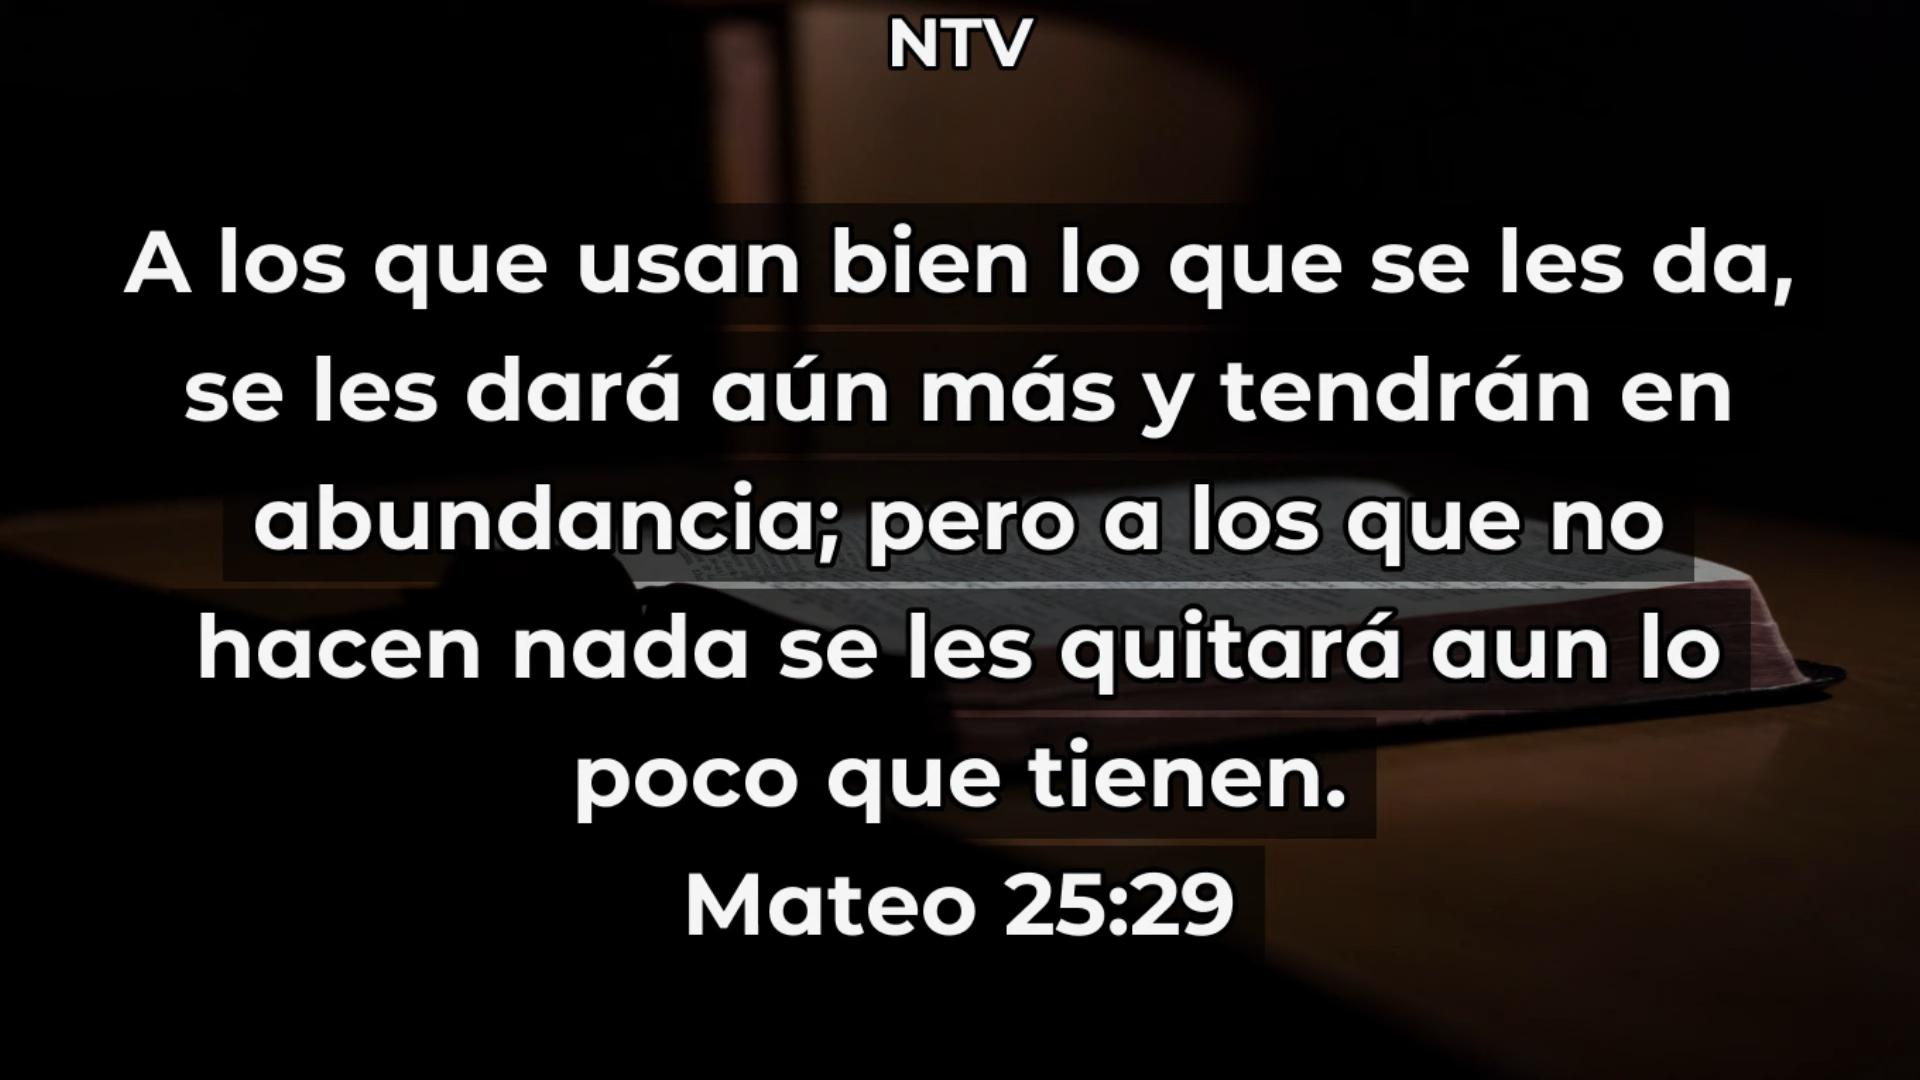 NTV
A los que usan bien lo que se les da,
se les dará aún más y tendrán en
abundancia; pero a los que no
hacen nada se les quitará aun lo
poco que tienen.
Mateo 25:29